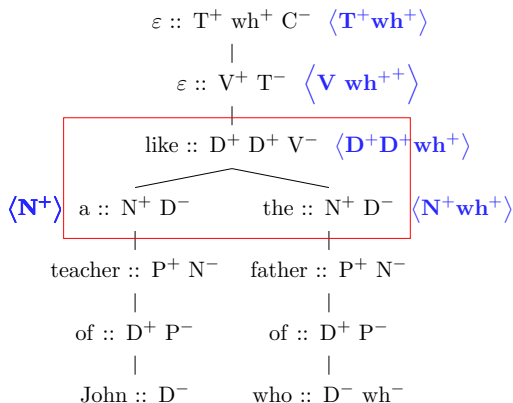 ε :: T⁺ wh⁺ C⁻ ⟨T⁺wh⁺⟩
ε :: V⁺ T⁻ ⟨V wh⁺⁺⟩
like :: D⁺ D⁺ V⁻ ⟨D⁺D⁺wh⁺⟩
⟨N⁺⟩ a :: N⁺ D⁻ the :: N⁺ D⁻ ⟨N⁺wh⁺⟩
teacher :: P⁺ N⁻ father :: P⁺ N⁻
of :: D⁺ P⁻ of :: D⁺ P⁻
John :: D⁻ who :: D⁻ wh⁻